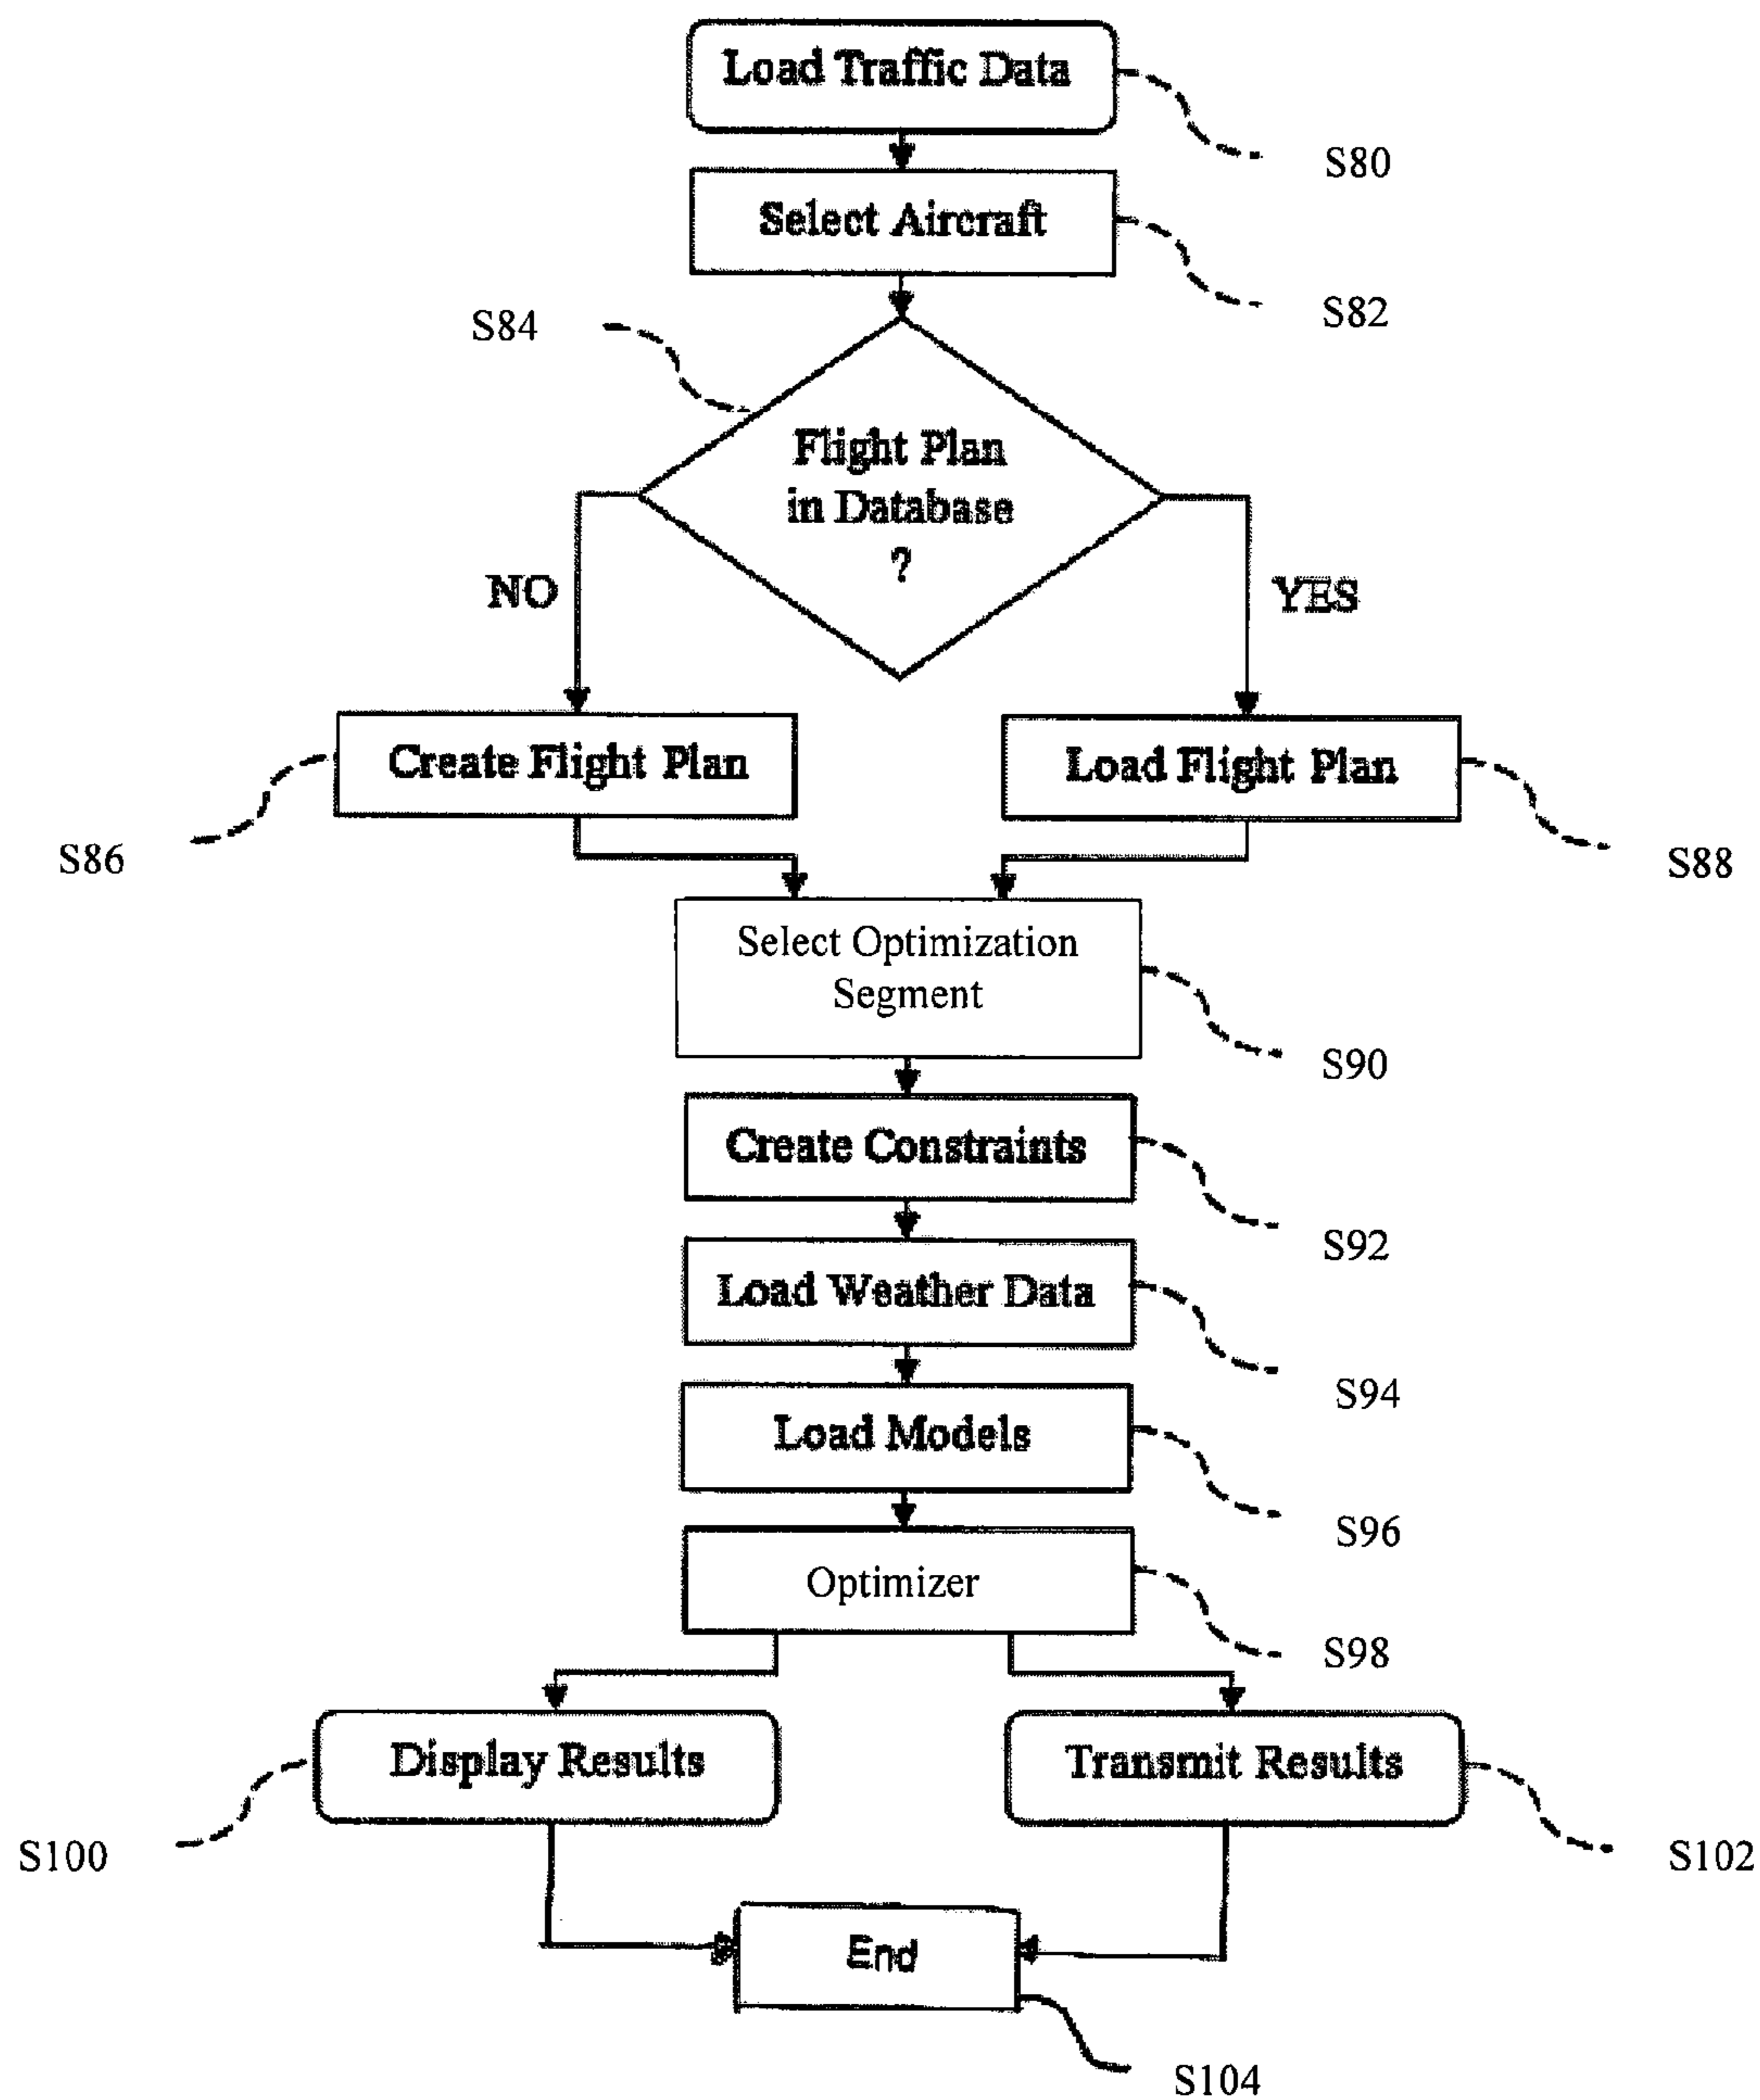 Load Traffic Data
S80
Select Aircraft
S82
S84
Flight Plan
in Database
?
NO
YES
Create Flight Plan
Load Flight Plan
S86
S88
Select Optimization
Segment
S90
Create Constraints
S92
Load Weather Data
S94
Load Models
S96
Optimizer
S98
Display Results
Transmit Results
S100
S102
End
S104